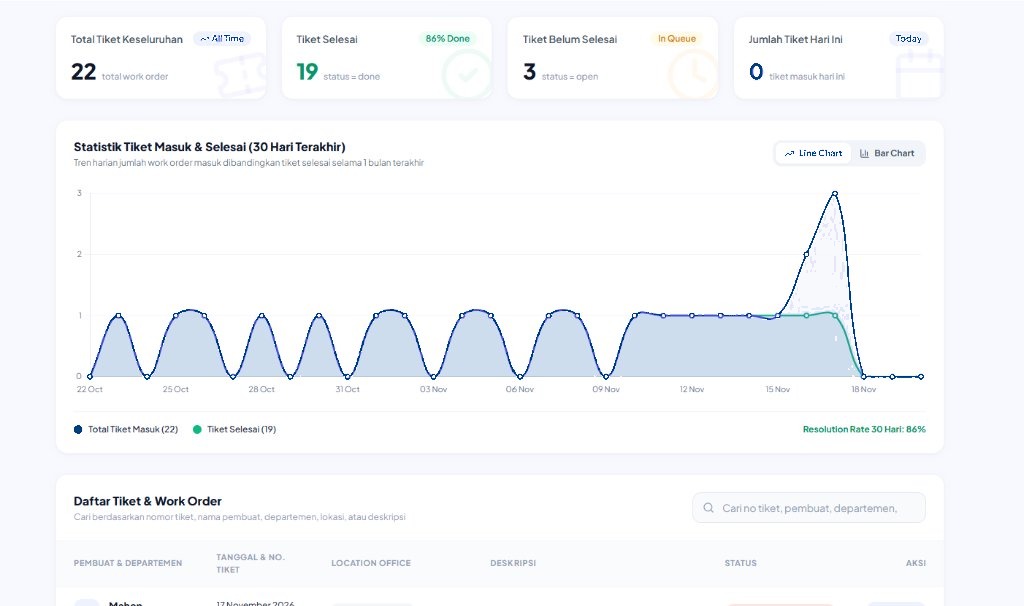 Total Tiket Keseluruhan
All Time
22 total work order
Tiket Selesai
86% Done
19 status = done
Tiket Belum Selesai
In Queue
3 status = open
Jumlah Tiket Hari Ini
Today
0 tiket masuk hari ini
Statistik Tiket Masuk & Selesai (30 Hari Terakhir)
Tren harian jumlah work order masuk dibandingkan tiket selesai selama 1 bulan terakhir
Line Chart
Bar Chart
3
2
1
0
22 Oct 25 Oct 28 Oct 31 Oct 03 Nov 06 Nov 09 Nov 12 Nov 15 Nov 18 Nov
Total Tiket Masuk (22)
Tiket Selesai (19)
Resolution Rate 30 Hari: 86%
Daftar Tiket & Work Order
Cari berdasarkan nomor tiket, nama pembuat, departemen, lokasi, atau deskripsi
Cari no tiket, pembuat, departemen,
PEMBUAT & DEPARTEMEN
TANGGAL & NO.
TIKET
LOCATION OFFICE
DESKRIPSI
STATUS
AKSI
17 November 2026